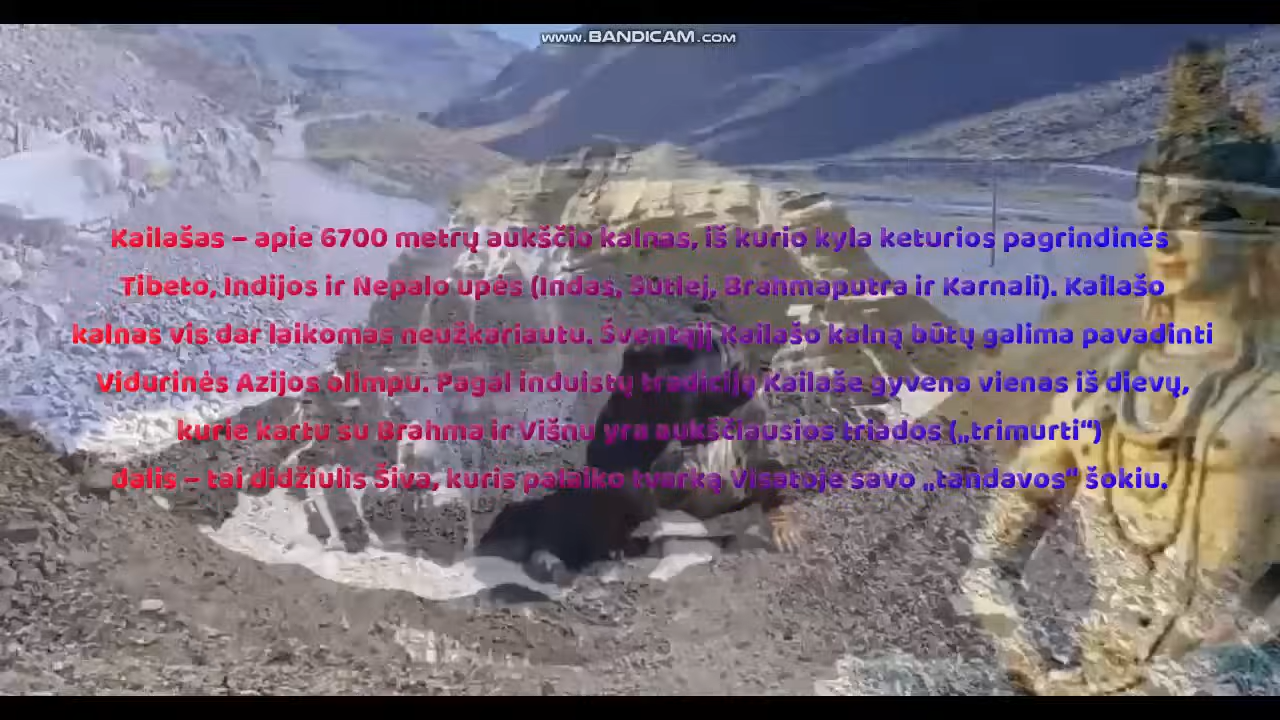 www.BANDICAM.com
Kailašas – apie 6700 metrų aukščio kalnas, iš kurio kyla keturios pagrindinės
Tibeto, Indijos ir Nepalo upės (Indas, Sutlej, Brahmaputra ir Karnali). Kailašo
kalnas vis dar laikomas neužkariautu. Šventąjį Kailašo kalną būtų galima pavadinti
Vidurinės Azijos olimpu. Pagal induistų tradiciją Kailaše gyvena vienas iš dievų,
kurie kartu su Brahma ir Višnu yra aukščiausios triados („trimurti“)
dalis – tai didžiulis Šiva, kuris palaiko tvarką Visatoje savo „tandavos“ šokiu.